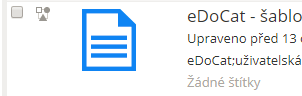 eDoCat - šablo
Upraveno před 13
eDoCat;uživatelská
Žádné štítky